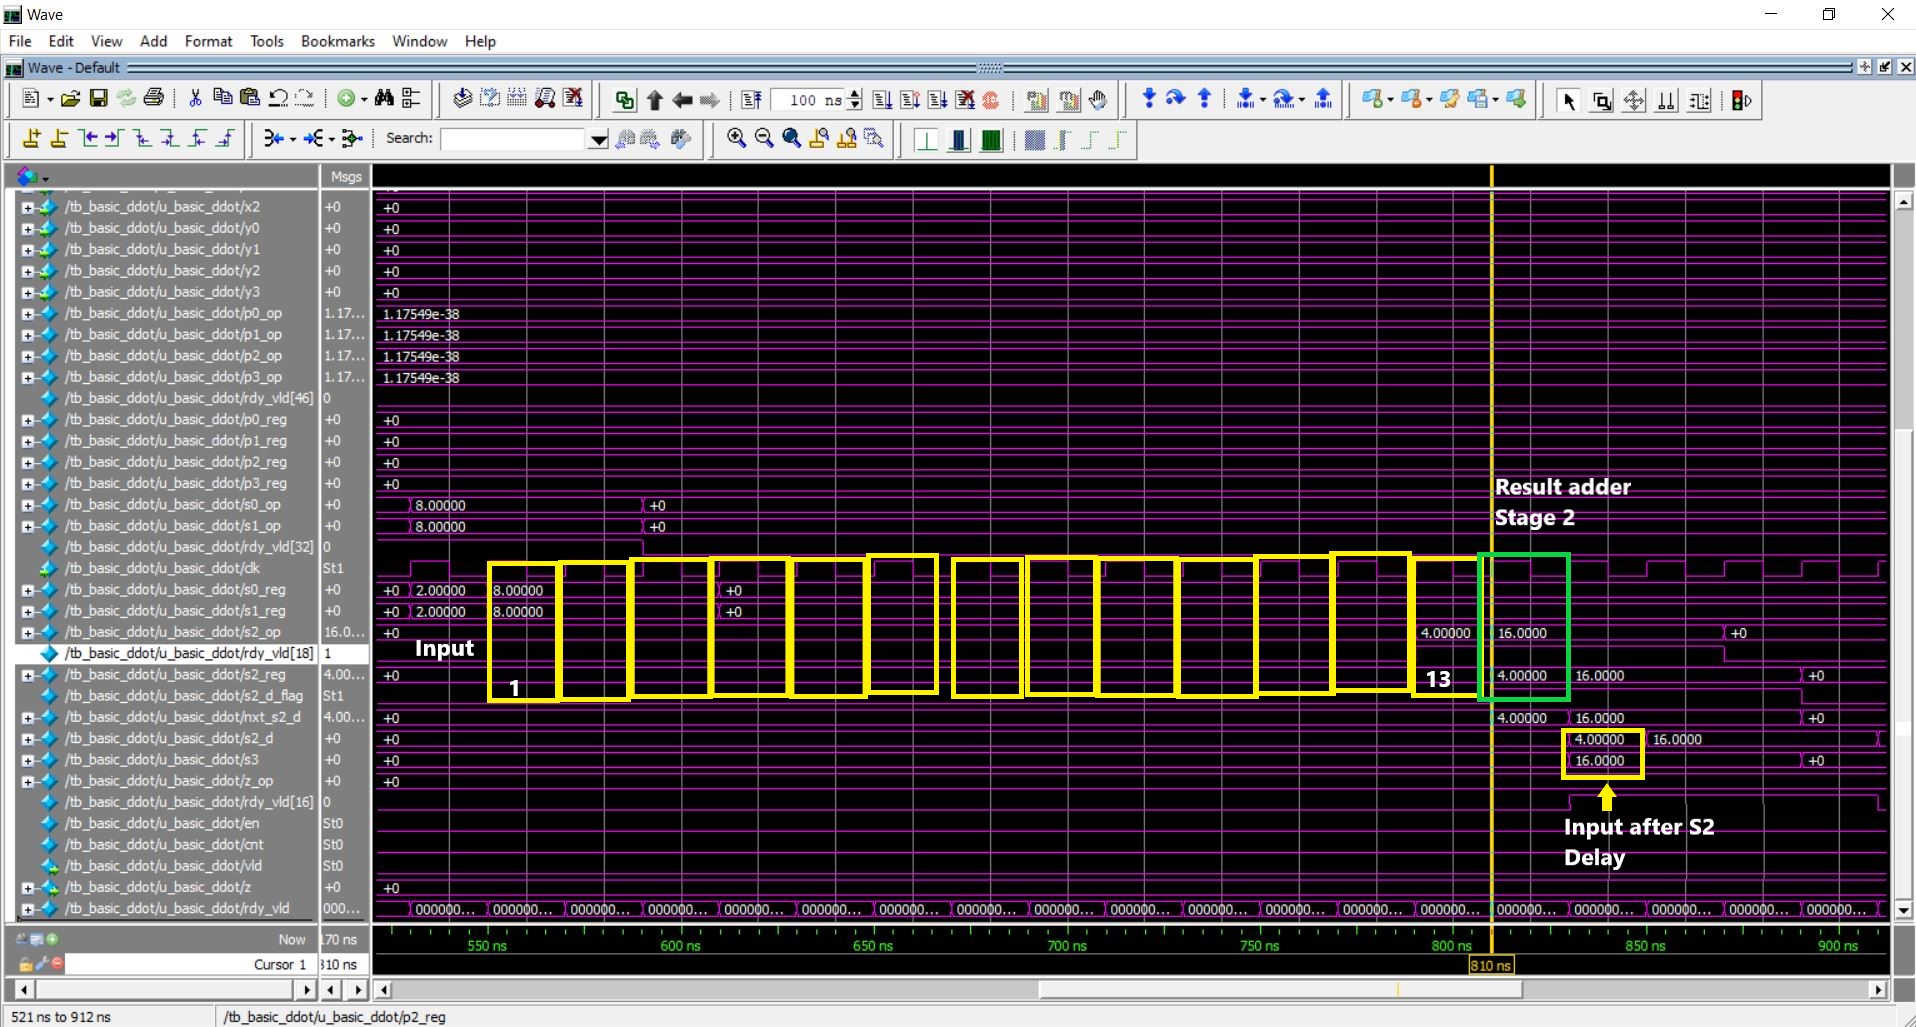 Wave
File Edit View Add Format Tools Bookmarks Window Help
Wave - Default
100 ns
Search:
Msgs
/tb_basic_ddot/u_basic_ddot/x2 +0 +0
/tb_basic_ddot/u_basic_ddot/y0 +0 +0
/tb_basic_ddot/u_basic_ddot/y1 +0 +0
/tb_basic_ddot/u_basic_ddot/y2 +0 +0
/tb_basic_ddot/u_basic_ddot/y3 +0 +0
/tb_basic_ddot/u_basic_ddot/p0_op 1.17... 1.17549e-38
/tb_basic_ddot/u_basic_ddot/p1_op 1.17... 1.17549e-38
/tb_basic_ddot/u_basic_ddot/p2_op 1.17... 1.17549e-38
/tb_basic_ddot/u_basic_ddot/p3_op 1.17... 1.17549e-38
/tb_basic_ddot/u_basic_ddot/rdy_vld[46] 0
/tb_basic_ddot/u_basic_ddot/p0_reg +0 +0
/tb_basic_ddot/u_basic_ddot/p1_reg +0 +0
/tb_basic_ddot/u_basic_ddot/p2_reg +0 +0
/tb_basic_ddot/u_basic_ddot/p3_reg +0 +0
Result adder
Stage 2
/tb_basic_ddot/u_basic_ddot/s0_op +0 8.00000 +0
/tb_basic_ddot/u_basic_ddot/s1_op +0 8.00000 +0
/tb_basic_ddot/u_basic_ddot/rdy_vld[32] 0
/tb_basic_ddot/u_basic_ddot/clk St1
/tb_basic_ddot/u_basic_ddot/s0_reg +0 +0 2.00000 8.00000 +0
/tb_basic_ddot/u_basic_ddot/s1_reg +0 +0 2.00000 8.00000 +0
/tb_basic_ddot/u_basic_ddot/s2_op 16.0... +0 4.00000 16.0000 +0
Input
/tb_basic_ddot/u_basic_ddot/rdy_vld[18] 1
/tb_basic_ddot/u_basic_ddot/s2_reg 4.00... +0 1 13 4.00000 16.0000 +0
/tb_basic_ddot/u_basic_ddot/s2_d_flag St1
/tb_basic_ddot/u_basic_ddot/nxt_s2_d 4.00... +0 4.00000 16.0000 +0
/tb_basic_ddot/u_basic_ddot/s2_d +0 +0 4.00000 16.0000
/tb_basic_ddot/u_basic_ddot/s3 +0 +0 16.0000 +0
/tb_basic_ddot/u_basic_ddot/z_op +0 +0
/tb_basic_ddot/u_basic_ddot/rdy_vld[16] 0
/tb_basic_ddot/u_basic_ddot/en St0
Input after S2
Delay
/tb_basic_ddot/u_basic_ddot/cnt St0
/tb_basic_ddot/u_basic_ddot/vld St0
/tb_basic_ddot/u_basic_ddot/z +0 +0
/tb_basic_ddot/u_basic_ddot/rdy_vld 000... 000000... 000000... 000000... 000000... 000000... 000000... 000000... 000000... 000000... 000000... 000000... 000000... 000000... 000000... 000000... 000000... 000000... 000000... 000000...
Now 170 ns 550 ns 600 ns 650 ns 700 ns 750 ns 800 ns 850 ns 900 ns
Cursor 1 310 ns 810 ns
521 ns to 912 ns /tb_basic_ddot/u_basic_ddot/p2_reg